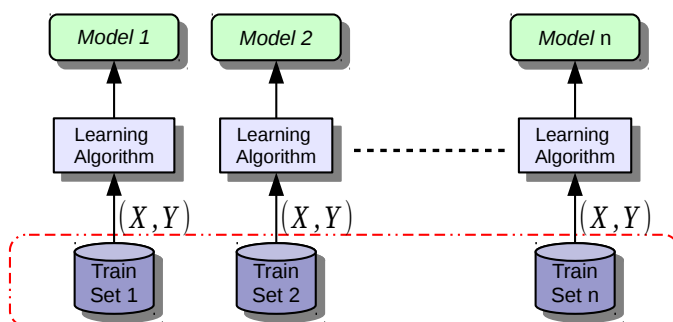 Model 1
Model 2
Model n
Learning
Algorithm
Learning
Algorithm
Learning
Algorithm
(X,Y)
(X,Y)
(X,Y)
Train
Set 1
Train
Set 2
Train
Set n